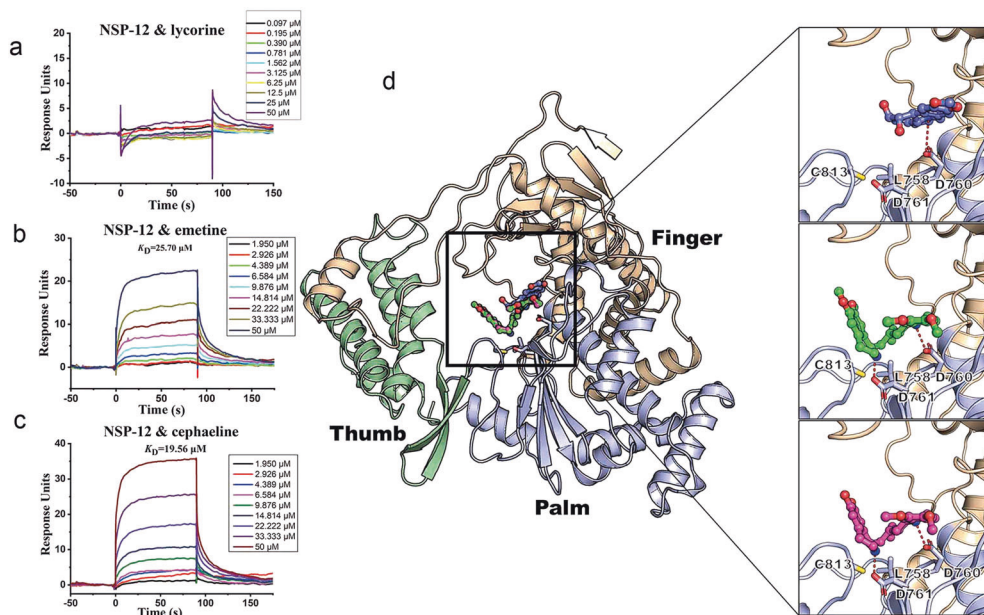 a
NSP-12 & lycorine
0.097 μM
0.195 μM
0.390 μM
0.781 μM
1.562 μM
3.125 μM
6.25 μM
12.5 μM
25 μM
50 μM
Response Units
20
15
10
5
0
-5
-10
-50
0
50
100
150
Time (s)
b
NSP-12 & emetine
K_D=25.70 μM
1.950 μM
2.926 μM
4.389 μM
6.584 μM
9.876 μM
14.814 μM
22.222 μM
33.333 μM
50 μM
Response Units
30
20
10
0
-50
0
50
100
150
Time (s)
c
NSP-12 & cephaeline
K_D=19.56 μM
1.950 μM
2.926 μM
4.389 μM
6.584 μM
9.876 μM
14.814 μM
22.222 μM
33.333 μM
50 μM
Response Units
40
30
20
10
0
-50
0
50
100
150
Time (s)
d
Finger
Thumb
Palm
C813
L758
D760
D761
C813
L758
D760
D761
C813
L758
D760
D761